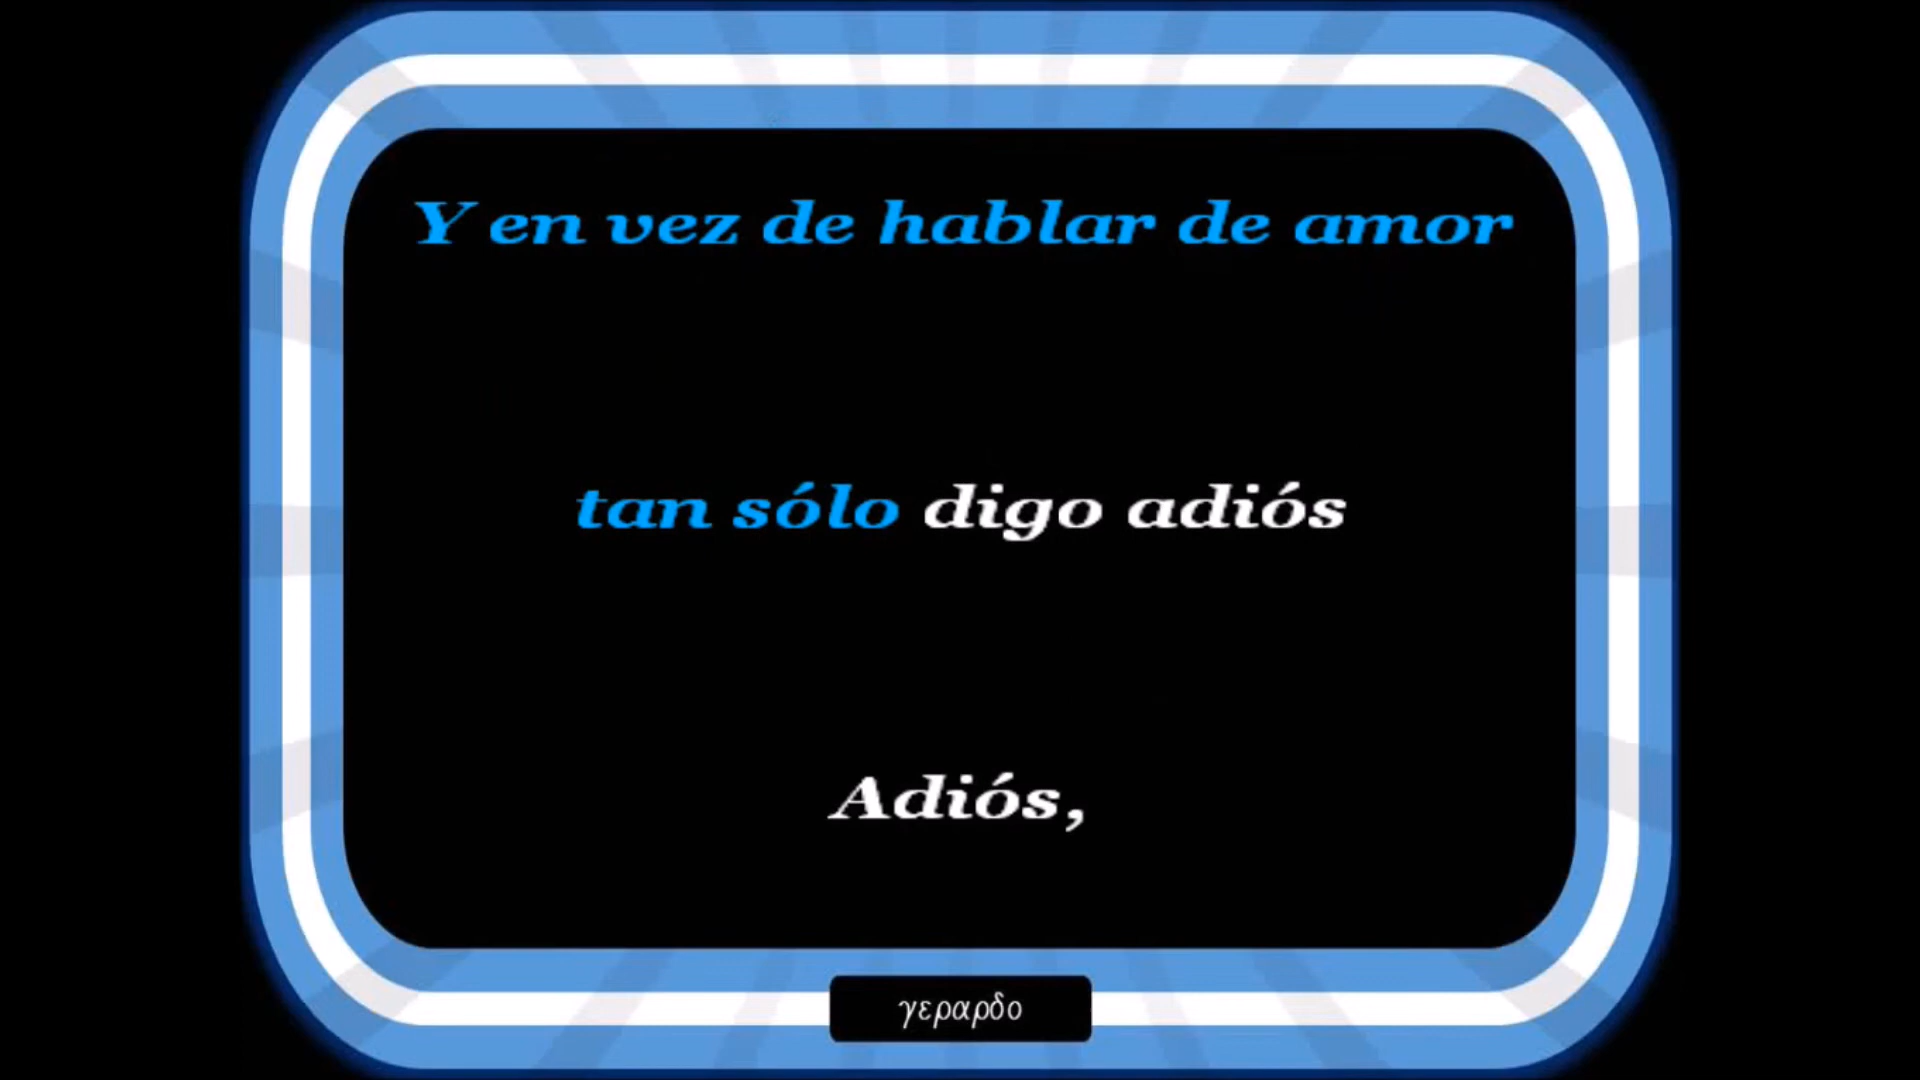 Y en vez de hablar de amor
tan sólo digo adiós
Adiós,
γεραρδο